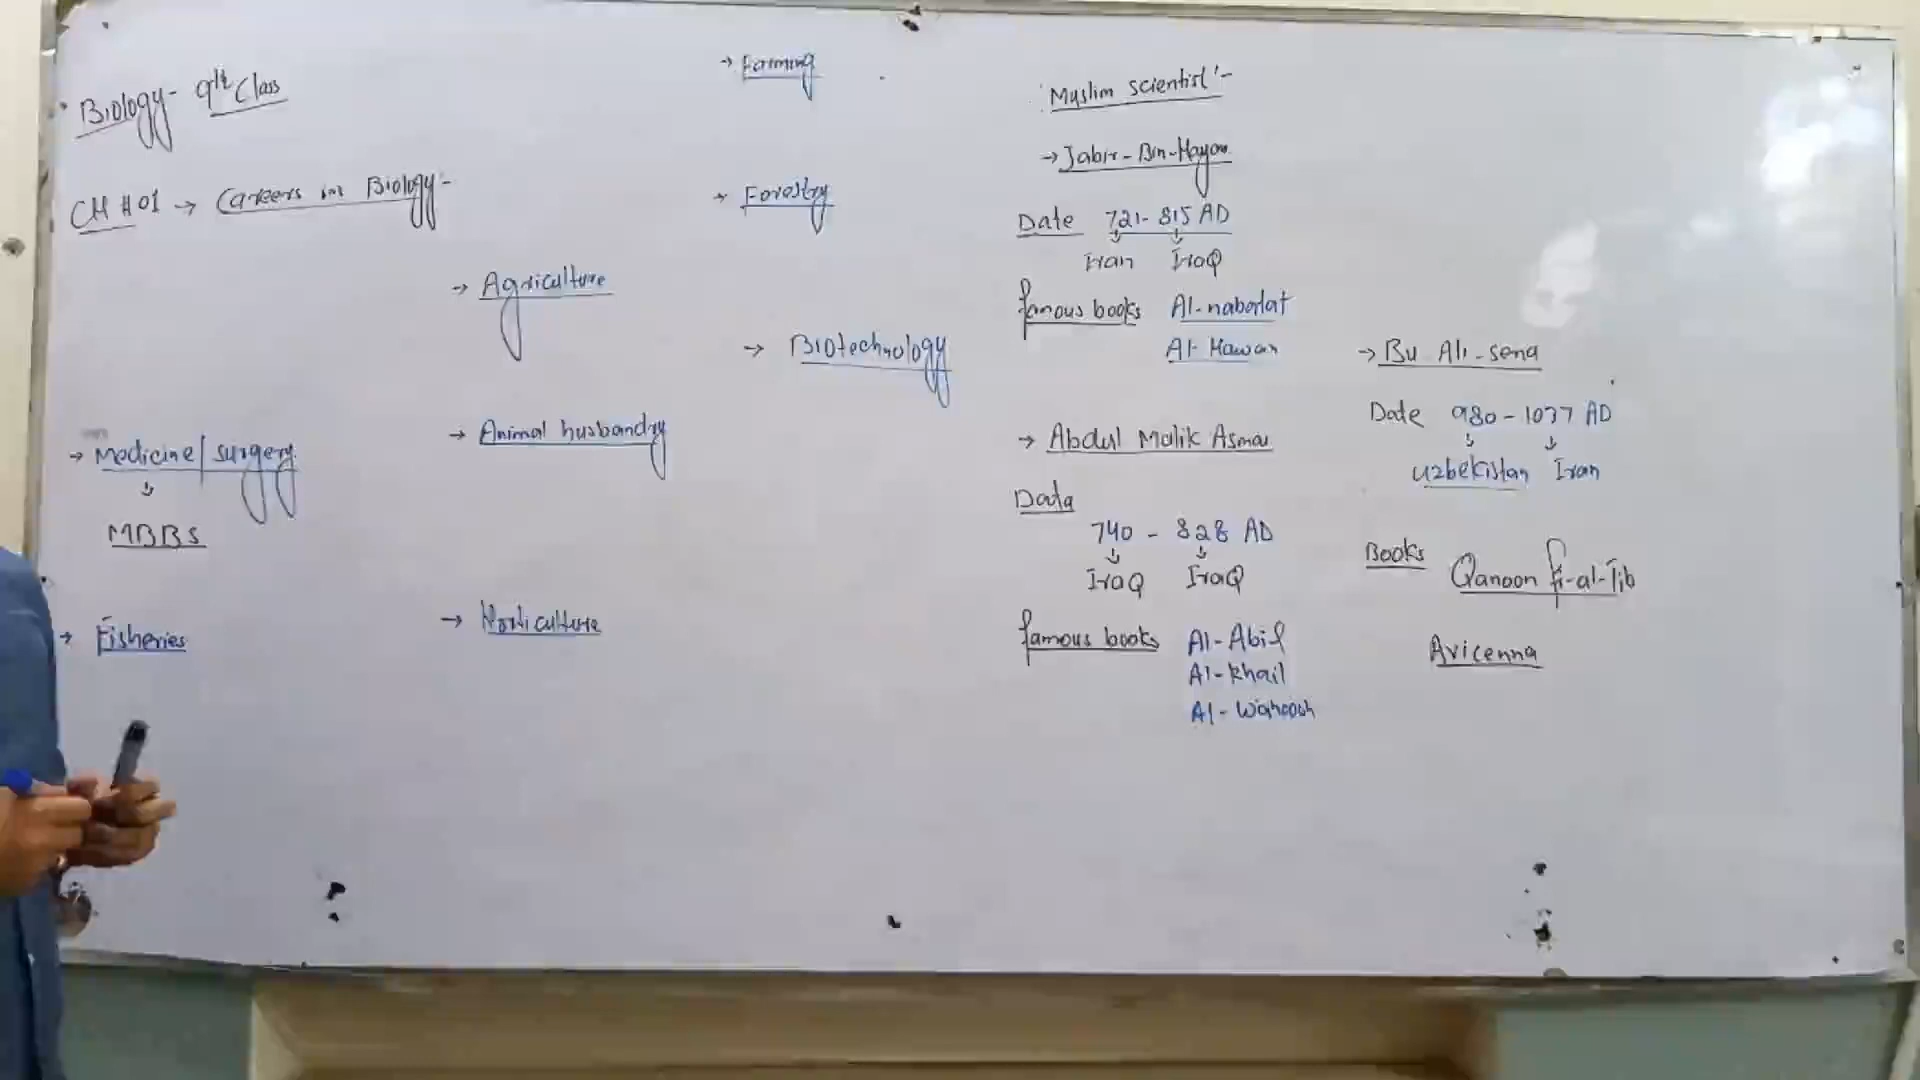 Biology - 9th Class
CH # 01 → Careers in Biology -
→ Medicine/surgery
MBBS
→ Fisheries
→ Agriculture
→ Animal husbandry
→ Horticulture
→ Farming
→ Forestry
→ Biotechnology
Muslim scientist :-
→ Jabir-Bin-Hayan
Date 721-815 AD
Iran IraQ
famous books Al-nabatat
Al-Hawan
→ Abdul Malik Asmai
Data
740 - 828 AD
IraQ IraQ
famous books Al-Abil
Al-khail
Al-Wahoosh
→ Bu Ali-sena
Date 980-1037 AD
Uzbekistan Iran
Books Qanoon fi-al-Tib
Avicenna